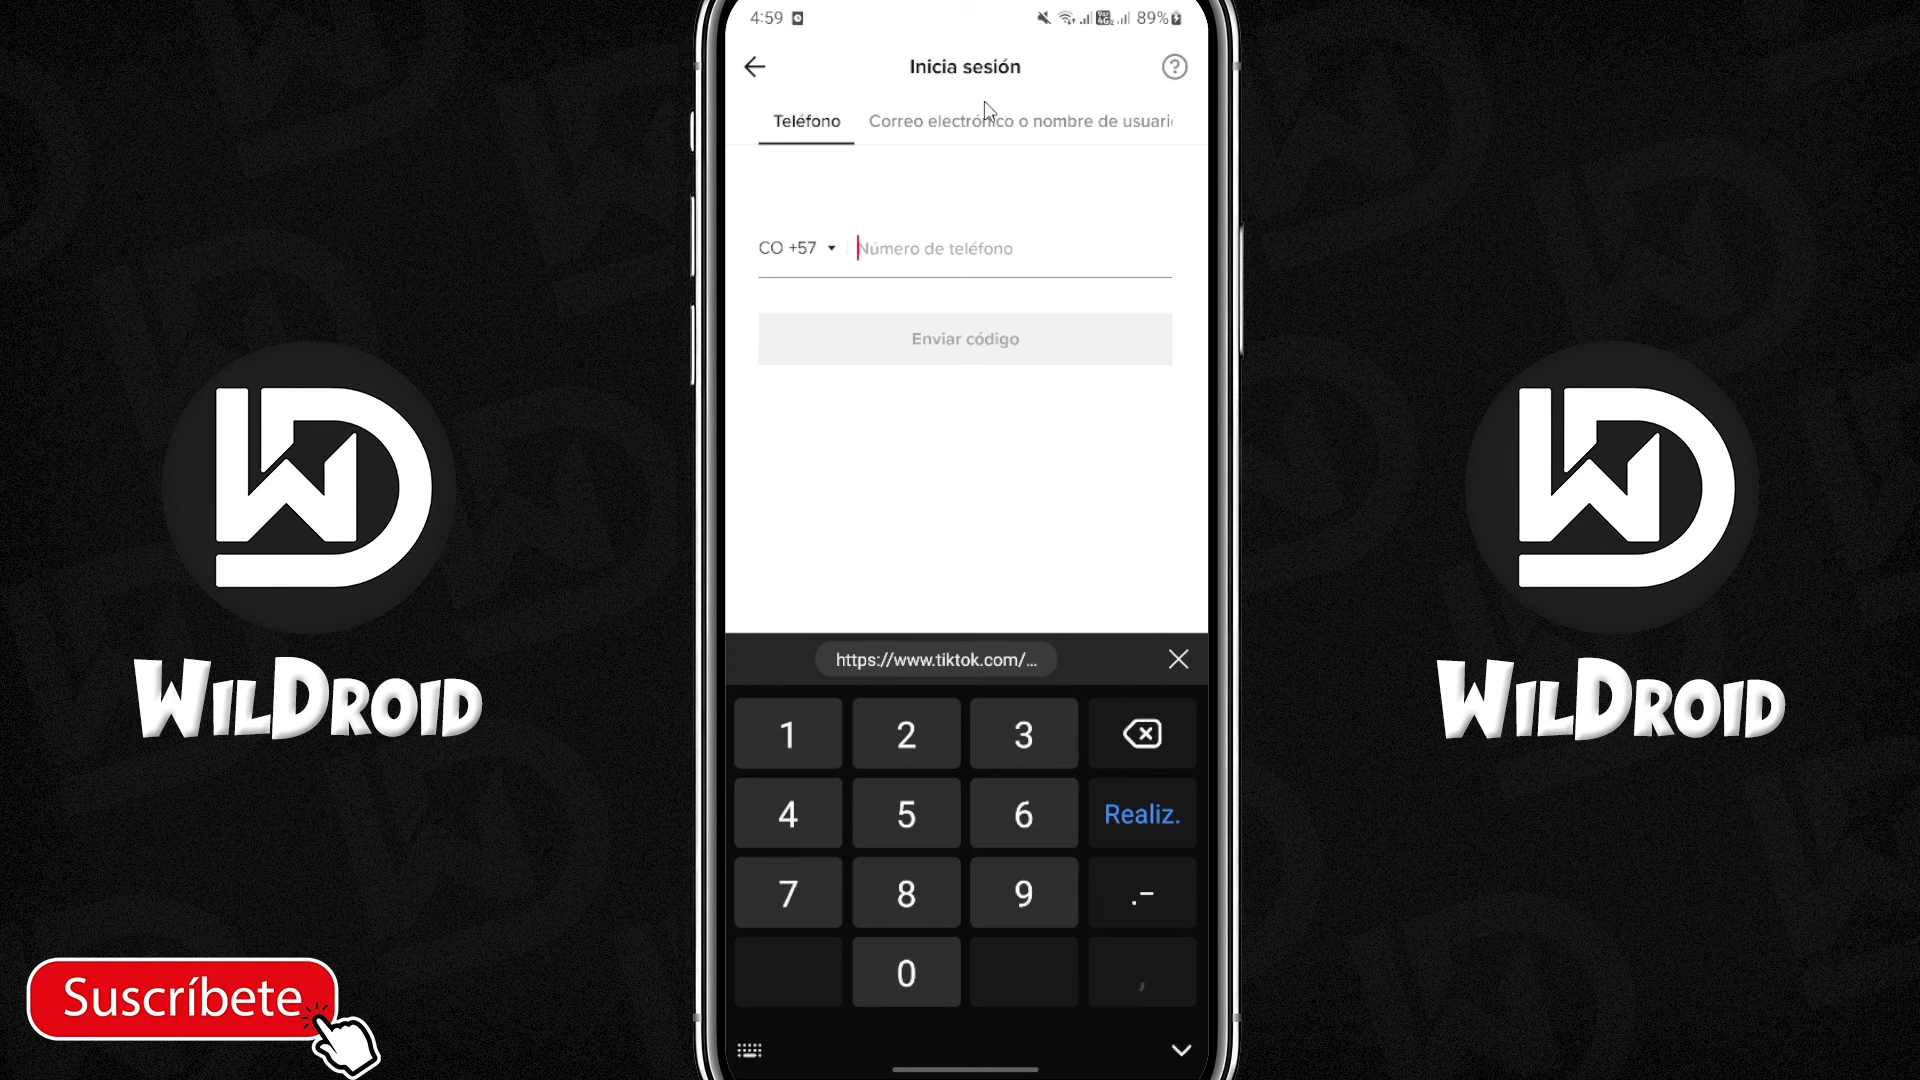 4:59
89%
Inicia sesión
Teléfono
Correo electrónico o nombre de usuari
CO +57
Número de teléfono
Enviar código
https://www.tiktok.com/...
1 2 3
4 5 6 Realiz.
7 8 9 .-
0 ,
WILDROID
WILDROID
Suscríbete